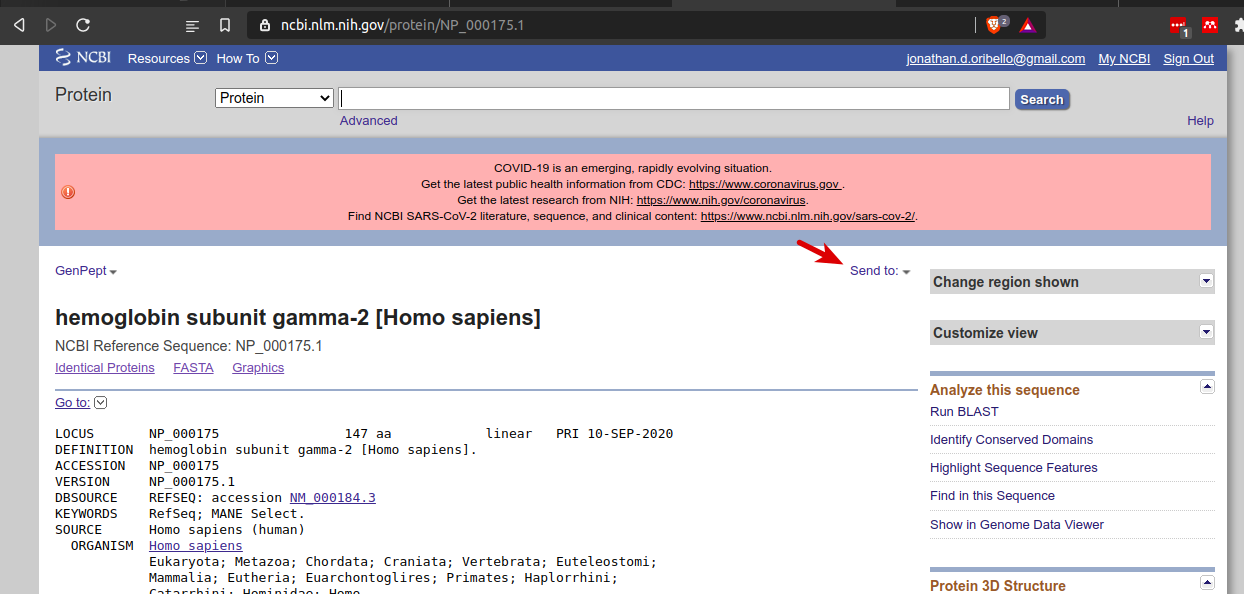 ncbi.nlm.nih.gov/protein/NP_000175.1
2
1
NCBI Resources How To jonathan.d.oribello@gmail.com My NCBI Sign Out
Protein Protein Search
Advanced Help
COVID-19 is an emerging, rapidly evolving situation.
Get the latest public health information from CDC: https://www.coronavirus.gov .
Get the latest research from NIH: https://www.nih.gov/coronavirus.
Find NCBI SARS-CoV-2 literature, sequence, and clinical content: https://www.ncbi.nlm.nih.gov/sars-cov-2/.
GenPept Send to:
hemoglobin subunit gamma-2 [Homo sapiens]
NCBI Reference Sequence: NP_000175.1
Identical Proteins FASTA Graphics
Go to:
LOCUS NP_000175 147 aa linear PRI 10-SEP-2020
DEFINITION hemoglobin subunit gamma-2 [Homo sapiens].
ACCESSION NP_000175
VERSION NP_000175.1
DBSOURCE REFSEQ: accession NM_000184.3
KEYWORDS RefSeq; MANE Select.
SOURCE Homo sapiens (human)
ORGANISM Homo sapiens
Eukaryota; Metazoa; Chordata; Craniata; Vertebrata; Euteleostomi;
Mammalia; Eutheria; Euarchontoglires; Primates; Haplorrhini;
Catarrhini; Hominidae; Homo.
Change region shown
Customize view
Analyze this sequence
Run BLAST
Identify Conserved Domains
Highlight Sequence Features
Find in this Sequence
Show in Genome Data Viewer
Protein 3D Structure